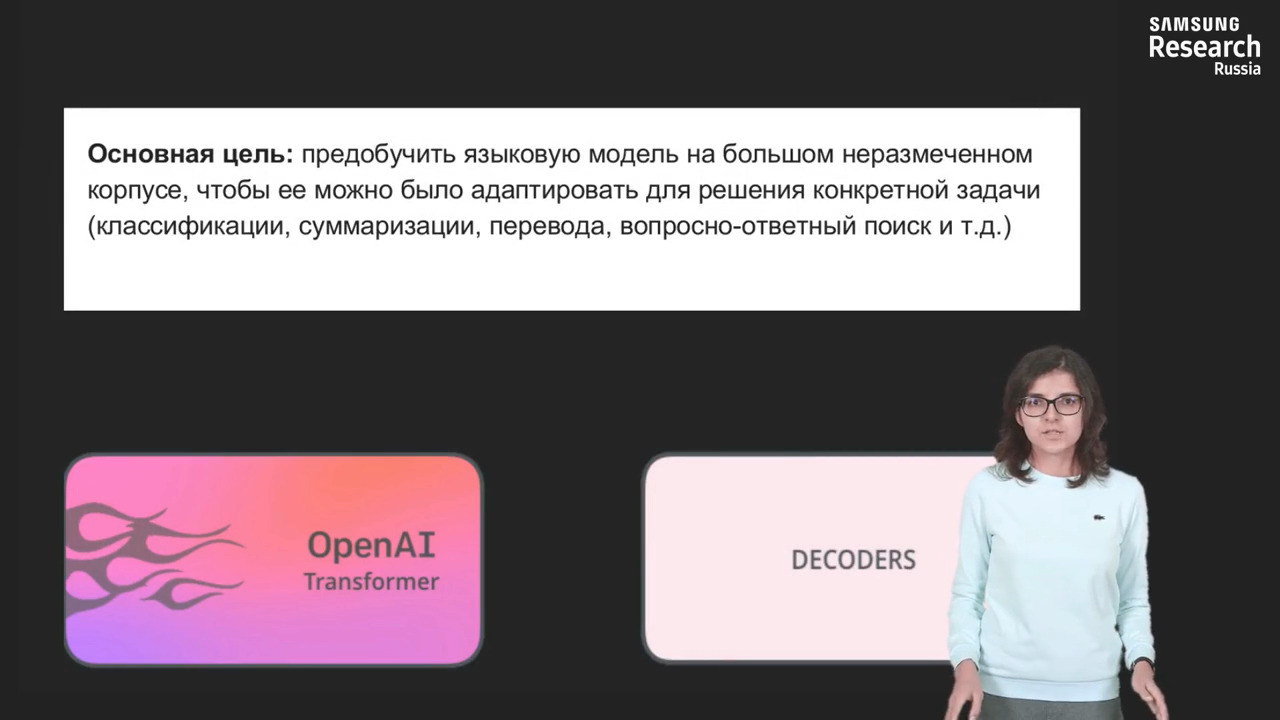 SAMSUNG
Research
Russia
Основная цель: предобучить языковую модель на большом неразмеченном
корпусе, чтобы ее можно было адаптировать для решения конкретной задачи
(классификации, суммаризации, перевода, вопросно-ответный поиск и т.д.)
OpenAI
Transformer
DECODERS